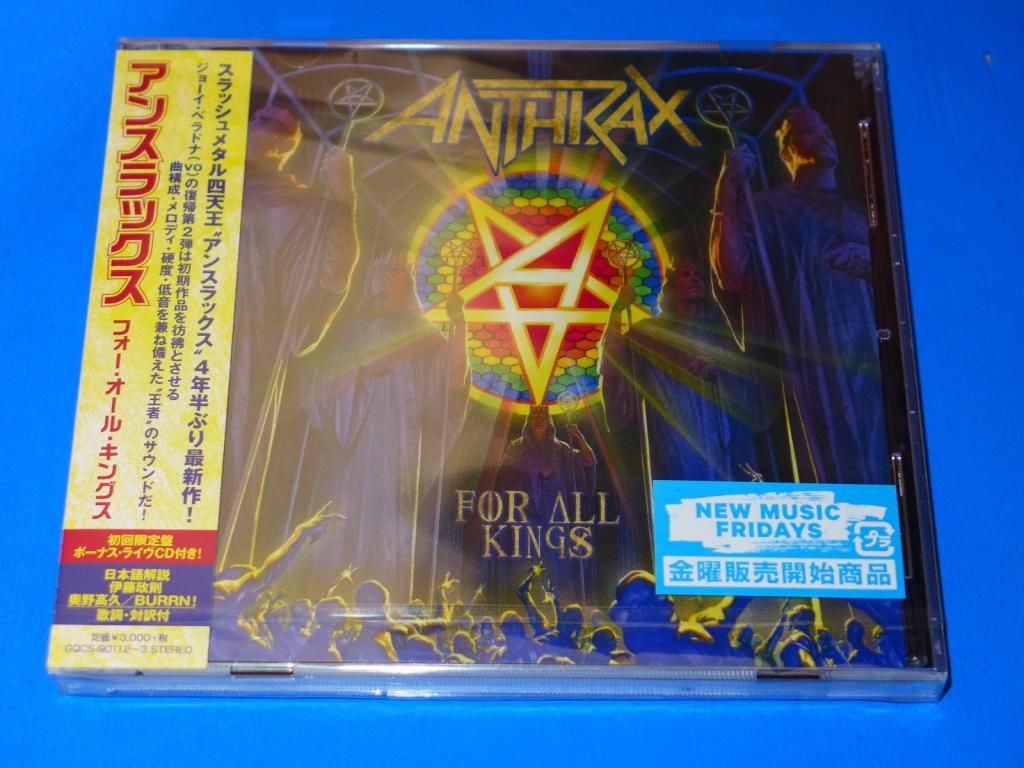 アンスラックス
フォー・オール・キングス
スラッシュメタル四天王“アンスラックス”4年半ぶり最新作！
ジョーイ・ベラドナ(vo)の復帰第2弾は初期作品を彷彿とさせる
曲構成・メロディ・硬度・低音を兼ね備えた“王者”のサウンドだ！
初回限定盤
ボーナス・ライヴCD付き！
日本語解説
伊藤政則
奥野高久／BURRN！
歌詞・対訳付
定価￥3,000+税
GQCS-90112〜3 STEREO
ANTHRAX
FOR ALL
KINGS
NEW MUSIC
FRIDAYS
プラ
金曜販売開始商品